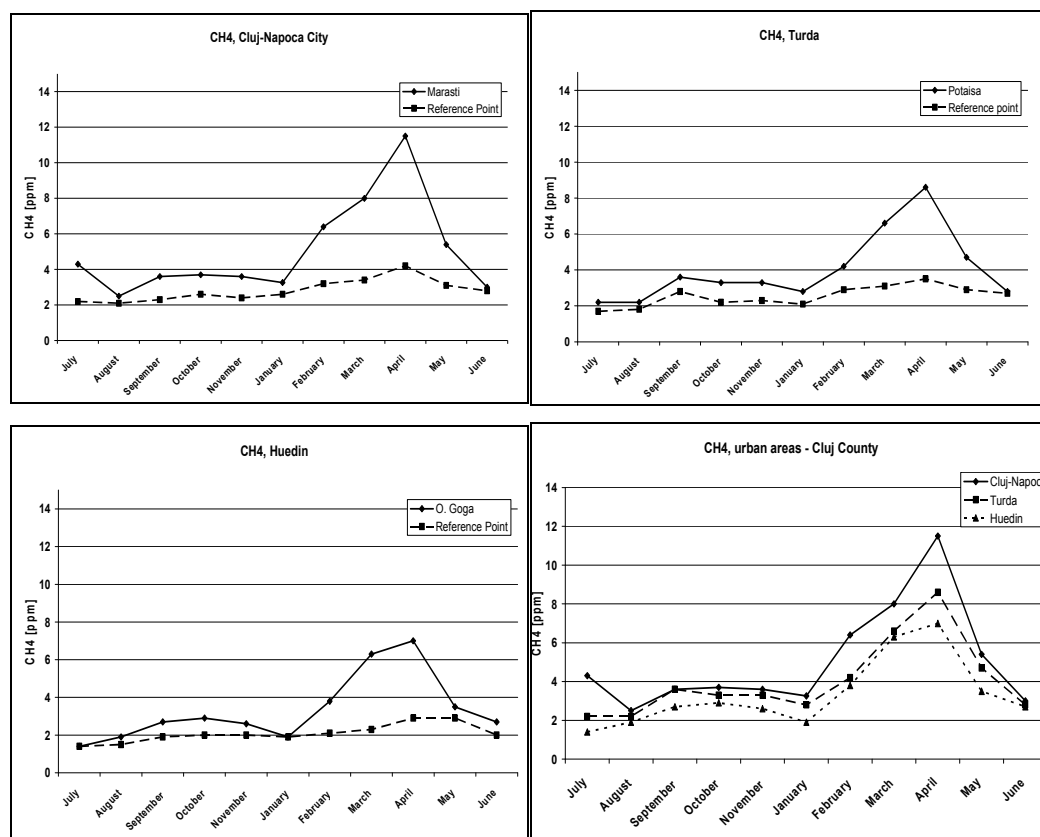 CH4, Cluj-Napoca City
Marasti
Reference Point
CH4 [ppm]
14
12
10
8
6
4
2
0
July
August
September
October
November
January
February
March
April
May
June
CH4, Turda
Potaisa
Reference point
CH4 [ppm]
14
12
10
8
6
4
2
0
July
August
September
October
November
January
February
March
April
May
June
CH4, Huedin
O. Goga
Reference Point
CH4 [ppm]
14
12
10
8
6
4
2
0
July
August
September
October
November
January
February
March
April
May
June
CH4, urban areas - Cluj County
Cluj-Napoc
Turda
Huedin
CH4 [ppm]
14
12
10
8
6
4
2
0
July
August
September
October
November
January
February
March
April
May
June